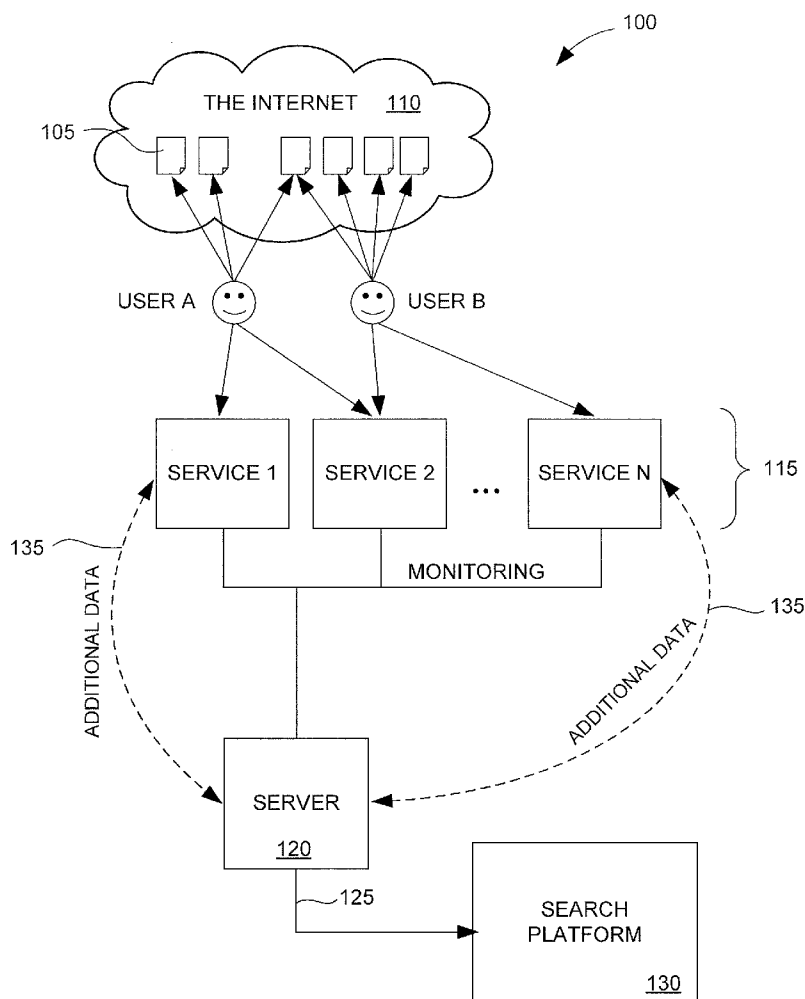 100
THE INTERNET 110
105
USER A
USER B
SERVICE 1
SERVICE 2
...
SERVICE N
115
135
MONITORING
135
ADDITIONAL DATA
ADDITIONAL DATA
SERVER
120
125
SEARCH
PLATFORM
130